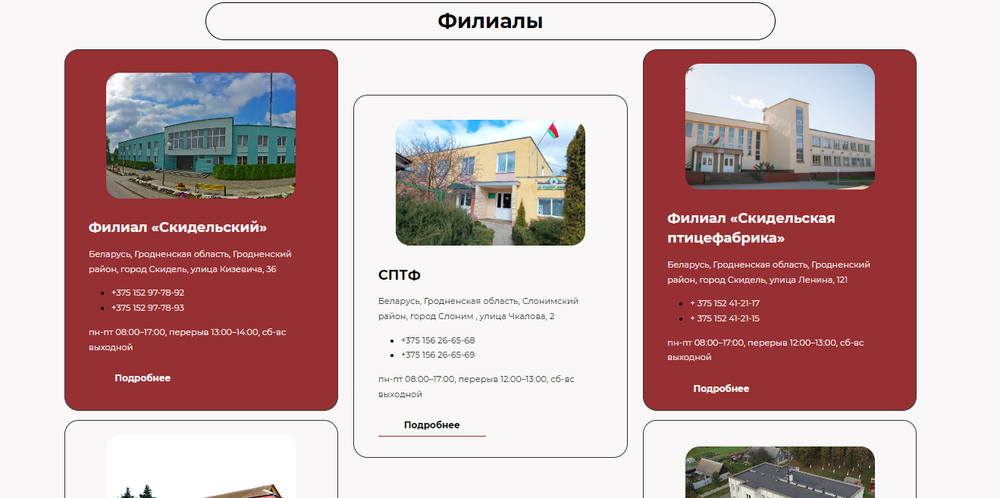 Филиалы
Филиал «Скидельский»
Беларусь, Гродненская область, Гродненский
район, город Скидель, улица Кизевича, 36
+375 152 97-78-92
+375 152 97-78-93
пн-пт 08:00–17:00, перерыв 13:00–14:00, сб-вс
выходной
Подробнее
СПТФ
Беларусь, Гродненская область, Слонимский
район, город Слоним , улица Чкалова, 2
+375 156 26-65-68
+375 156 26-65-69
пн-пт 08:00–17:00, перерыв 12:00–13:00, сб-вс
выходной
Подробнее
Филиал «Скидельская
птицефабрика»
Беларусь, Гродненская область, Гродненский
район, город Скидель, улица Ленина, 121
+ 375 152 41-21-17
+ 375 152 41-21-15
пн-пт 08:00–17:00, перерыв 12:00–13:00, сб-вс
выходной
Подробнее